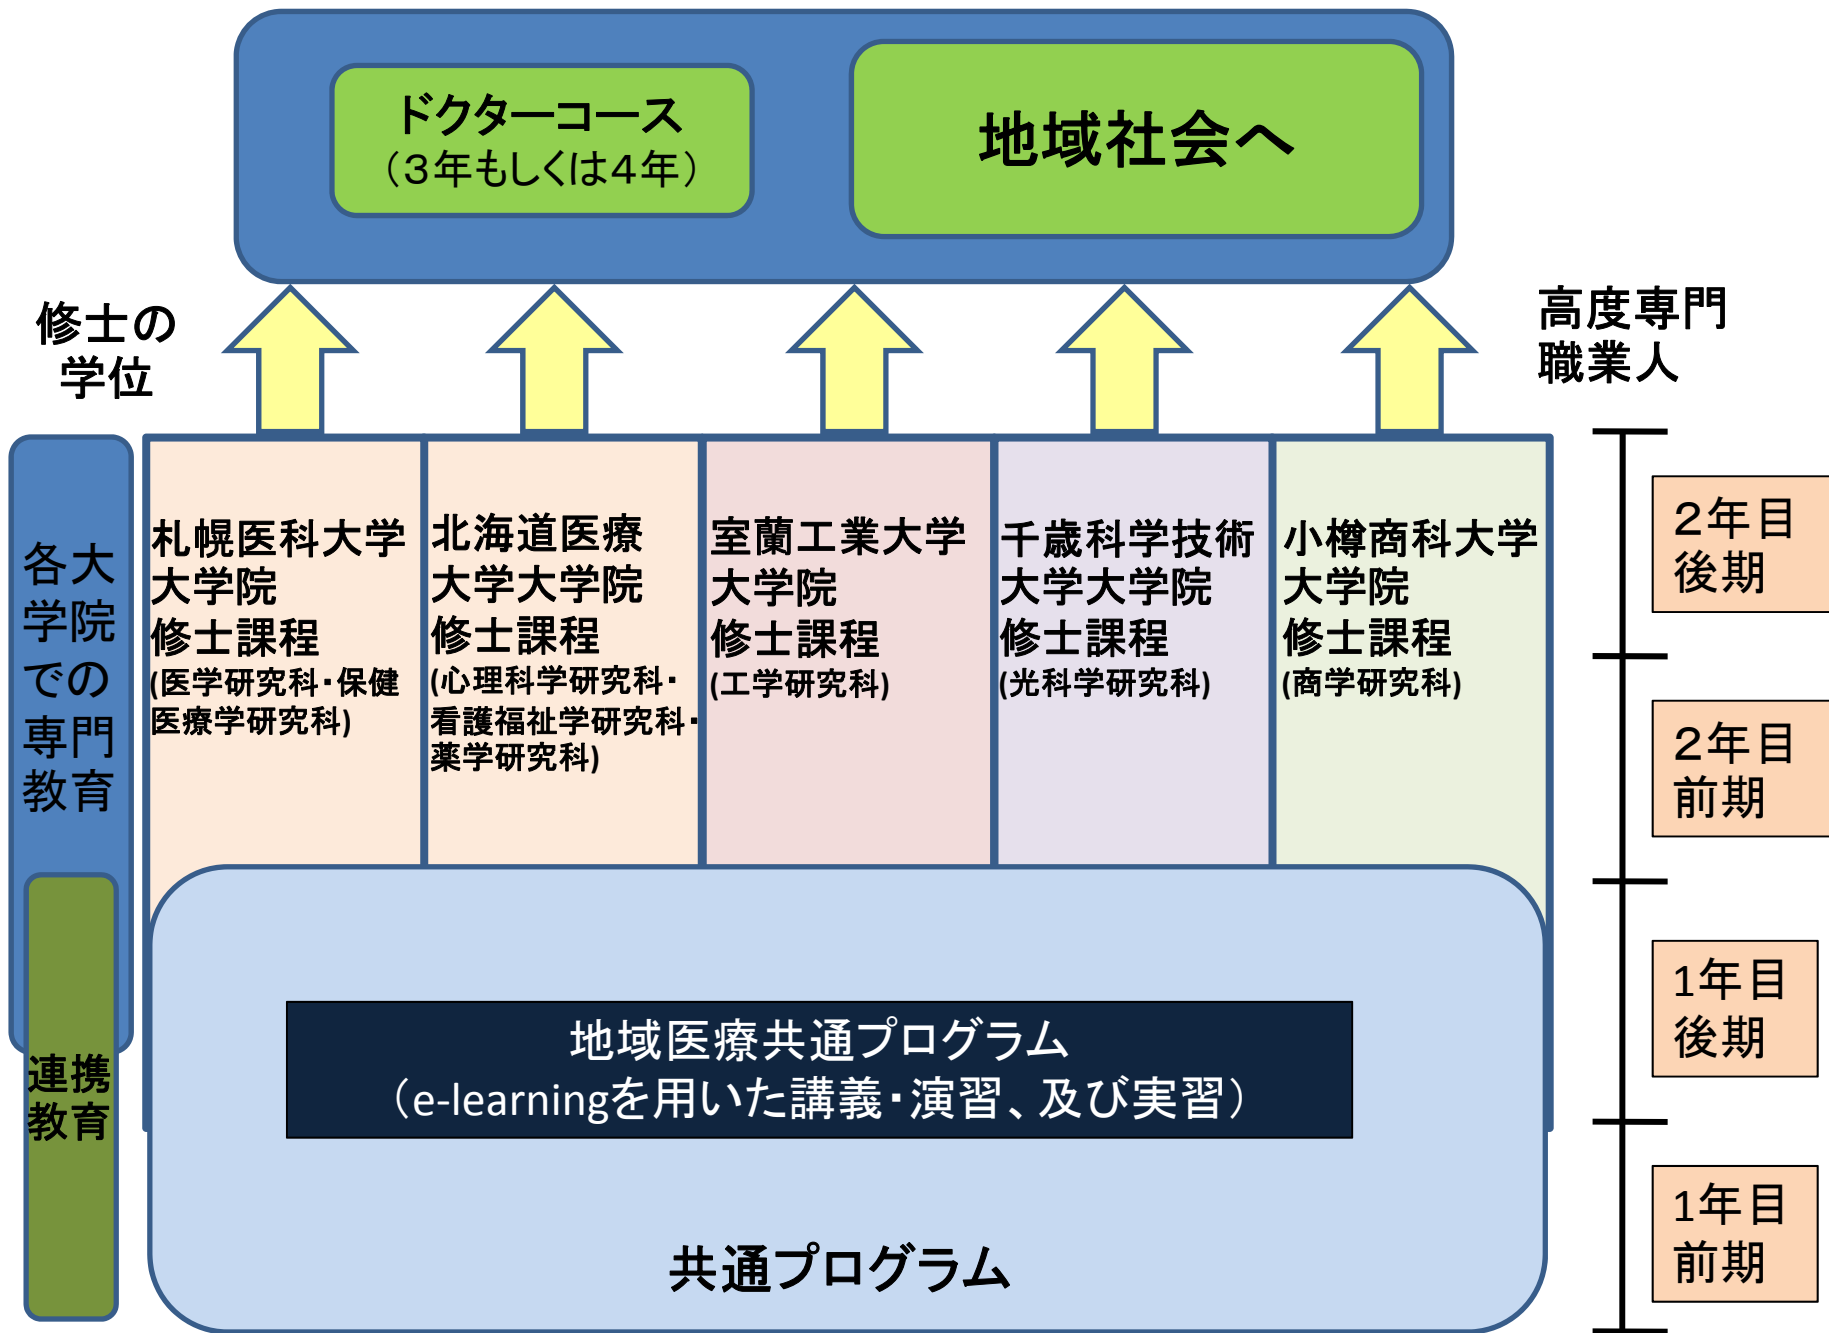 ドクターコース
（３年もしくは４年）
地域社会へ
修士の
学位
高度専門
職業人
各大
学院
での
専門
教育
連携
教育
札幌医科大学
大学院
修士課程
(医学研究科・保健
医療学研究科)
北海道医療
大学大学院
修士課程
(心理科学研究科・
看護福祉学研究科・
薬学研究科)
室蘭工業大学
大学院
修士課程
(工学研究科)
千歳科学技術
大学大学院
修士課程
(光科学研究科)
小樽商科大学
大学院
修士課程
(商学研究科)
２年目
後期
２年目
前期
1年目
後期
1年目
前期
地域医療共通プログラム
（e-learningを用いた講義・演習、及び実習）
共通プログラム